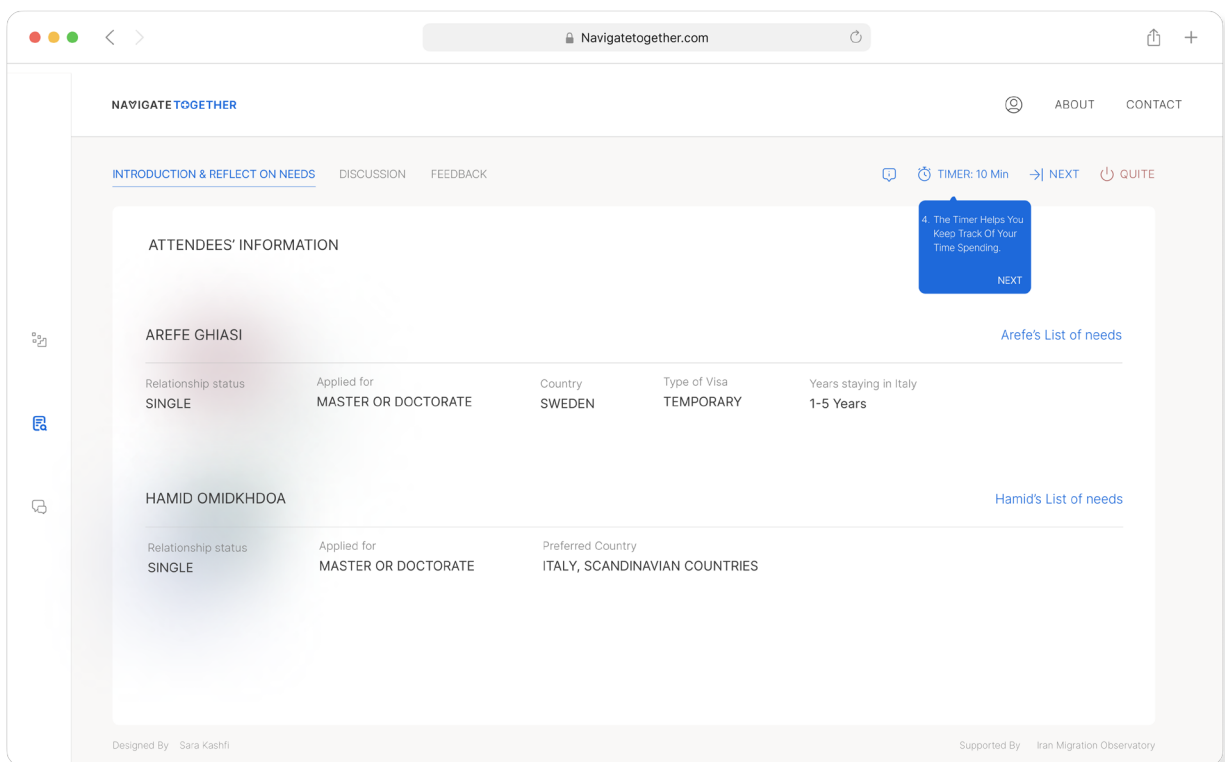 Navigatetogether.com
NAVIGATETOGETHER
ABOUT CONTACT
INTRODUCTION & REFLECT ON NEEDS DISCUSSION FEEDBACK
TIMER: 10 Min NEXT QUITE
4. The Timer Helps You
Keep Track Of Your
Time Spending.
NEXT
ATTENDEES’ INFORMATION
AREFE GHIASI
Arefe’s List of needs
Relationship status Applied for Country Type of Visa Years staying in Italy
SINGLE MASTER OR DOCTORATE SWEDEN TEMPORARY 1-5 Years
HAMID OMIDKHDOA
Hamid’s List of needs
Relationship status Applied for Preferred Country
SINGLE MASTER OR DOCTORATE ITALY, SCANDINAVIAN COUNTRIES
Designed By Sara Kashfi
Supported By Iran Migration Observatory